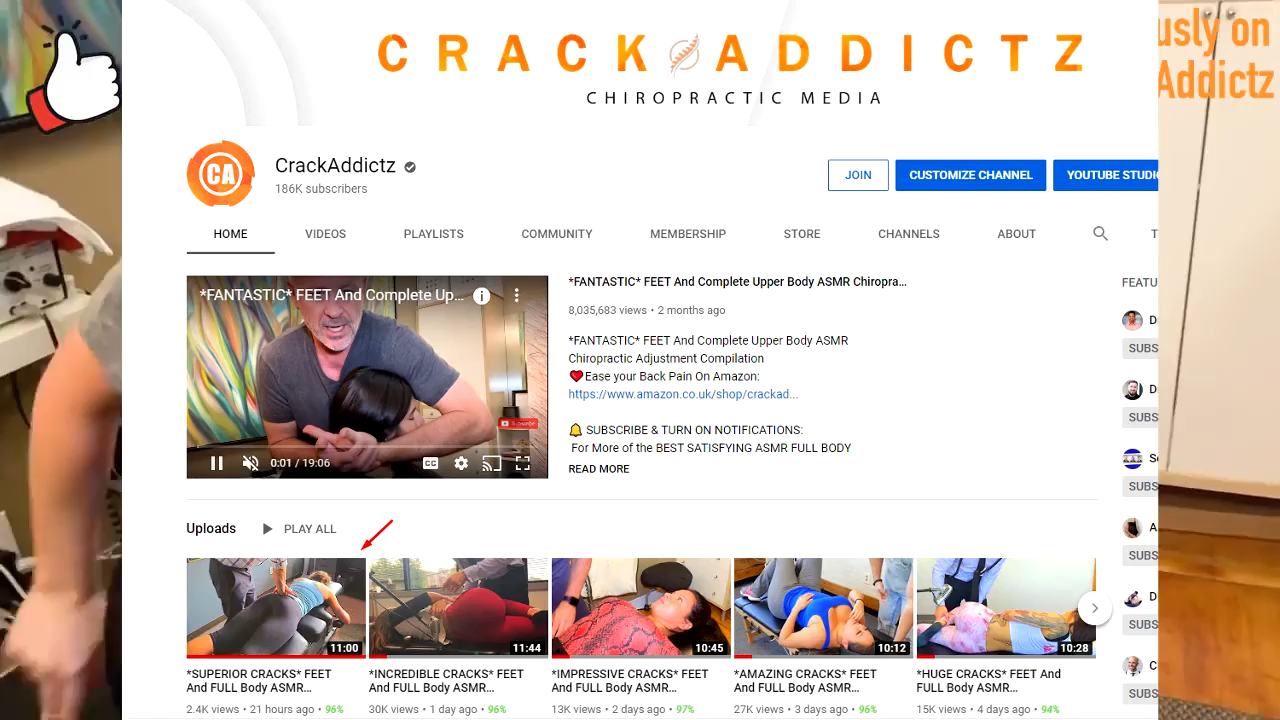 usly on
Addictz
CRACK ADDICTZ
CHIROPRACTIC MEDIA
CA
CrackAddictz
186K subscribers
JOIN
CUSTOMIZE CHANNEL
YOUTUBE STUDIO
HOME
VIDEOS
PLAYLISTS
COMMUNITY
MEMBERSHIP
STORE
CHANNELS
ABOUT
*FANTASTIC* FEET And Complete Up...
Subscribe
0:01 / 19:06
CC
*FANTASTIC* FEET And Complete Upper Body ASMR Chiropra...
8,035,683 views • 2 months ago
*FANTASTIC* FEET And Complete Upper Body ASMR
Chiropractic Adjustment Compilation
❤️Ease your Back Pain On Amazon:
https://www.amazon.co.uk/shop/crackad...
🔔 SUBSCRIBE & TURN ON NOTIFICATIONS:
For More of the BEST SATISFYING ASMR FULL BODY
READ MORE
FEATU
D
SUBS
D
SUBS
S
SUBS
A
SUBS
D
SUBS
C
SUBS
Uploads
PLAY ALL
11:00
11:44
10:45
10:12
10:28
*SUPERIOR CRACKS* FEET
And FULL Body ASMR...
2.4K views • 21 hours ago • 96%
*INCREDIBLE CRACKS* FEET
And FULL Body ASMR...
30K views • 1 day ago • 96%
*IMPRESSIVE CRACKS* FEET
And FULL Body ASMR...
13K views • 2 days ago • 97%
*AMAZING CRACKS* FEET
And FULL Body ASMR...
27K views • 3 days ago • 96%
*HUGE CRACKS* FEET And
FULL Body ASMR...
15K views • 4 days ago • 94%